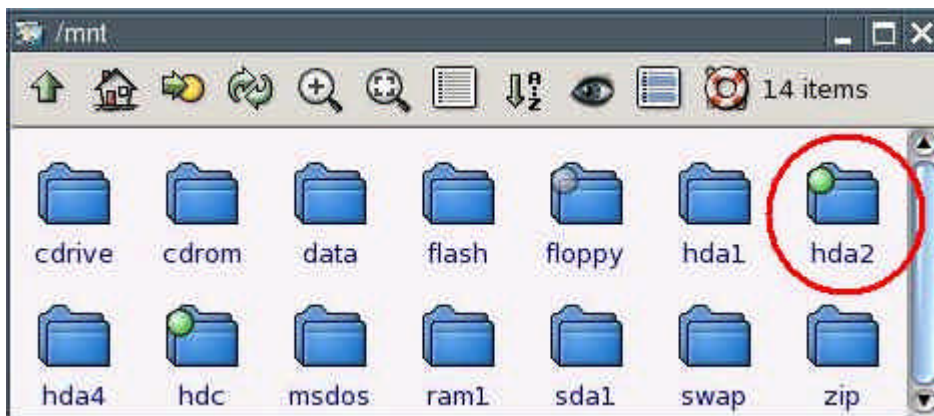 /mnt
14 items
cdrive cdrom data flash floppy hda1 hda2
hda4 hdc msdos ram1 sda1 swap zip